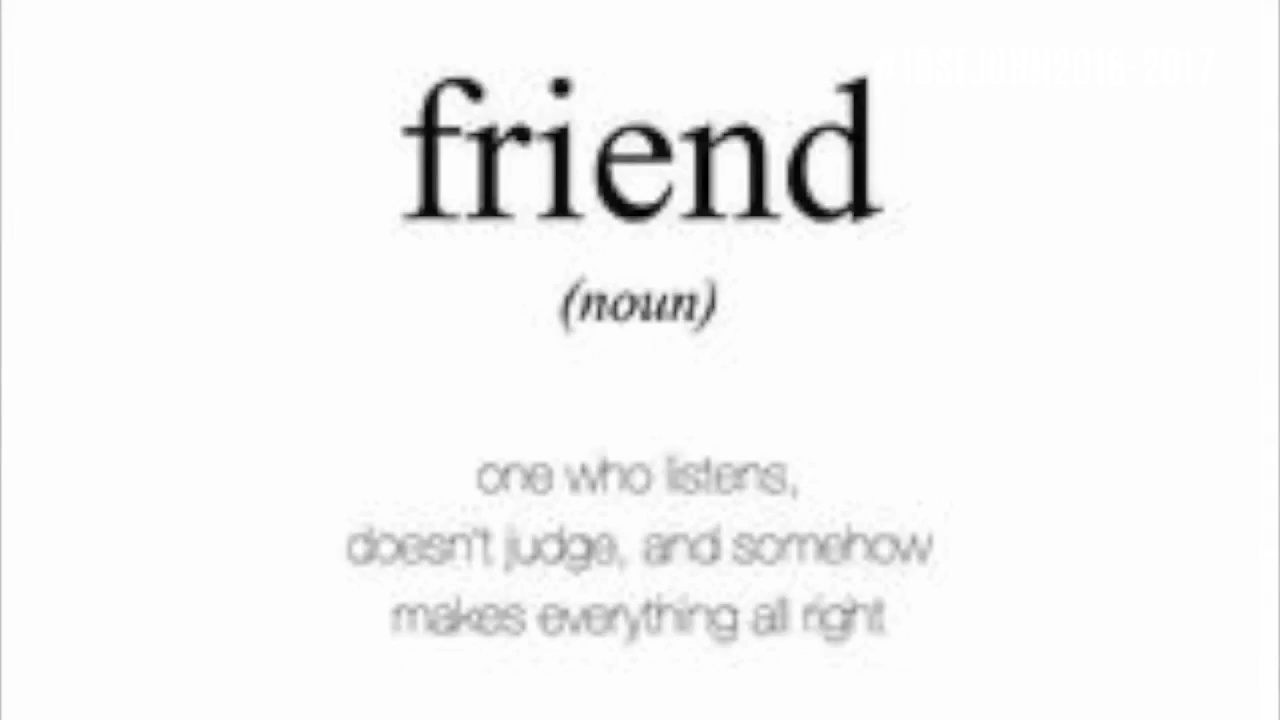 friend
(noun)
one who listens,
doesn't judge, and somehow
makes everything all right